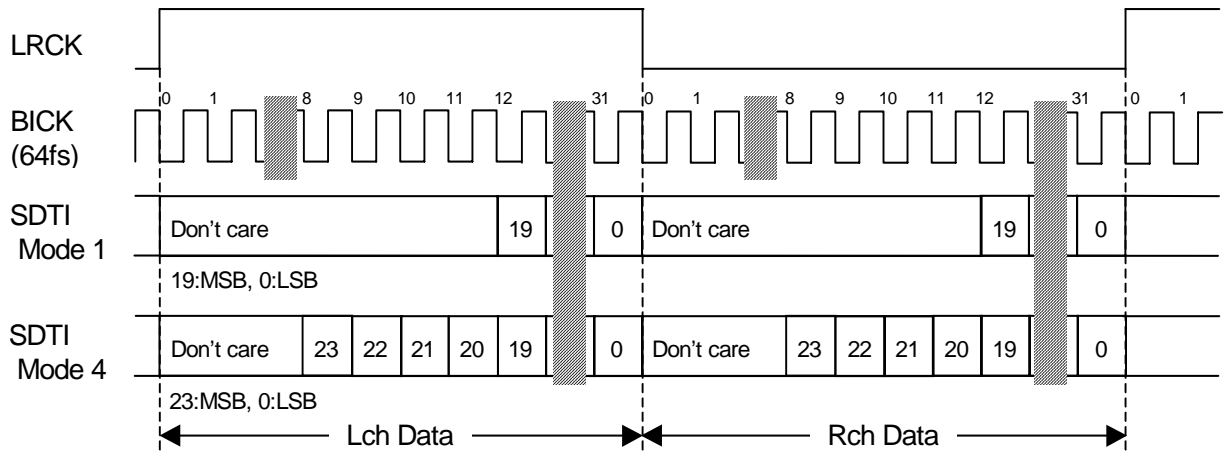 LRCK
BICK
(64fs)
0 1 8 9 10 11 12 31 0 1 8 9 10 11 12 31 0 1
SDTI
Mode 1
Don't care 19 0 Don't care 19 0
19:MSB, 0:LSB
SDTI
Mode 4
Don't care 23 22 21 20 19 0 Don't care 23 22 21 20 19 0
23:MSB, 0:LSB
Lch Data Rch Data